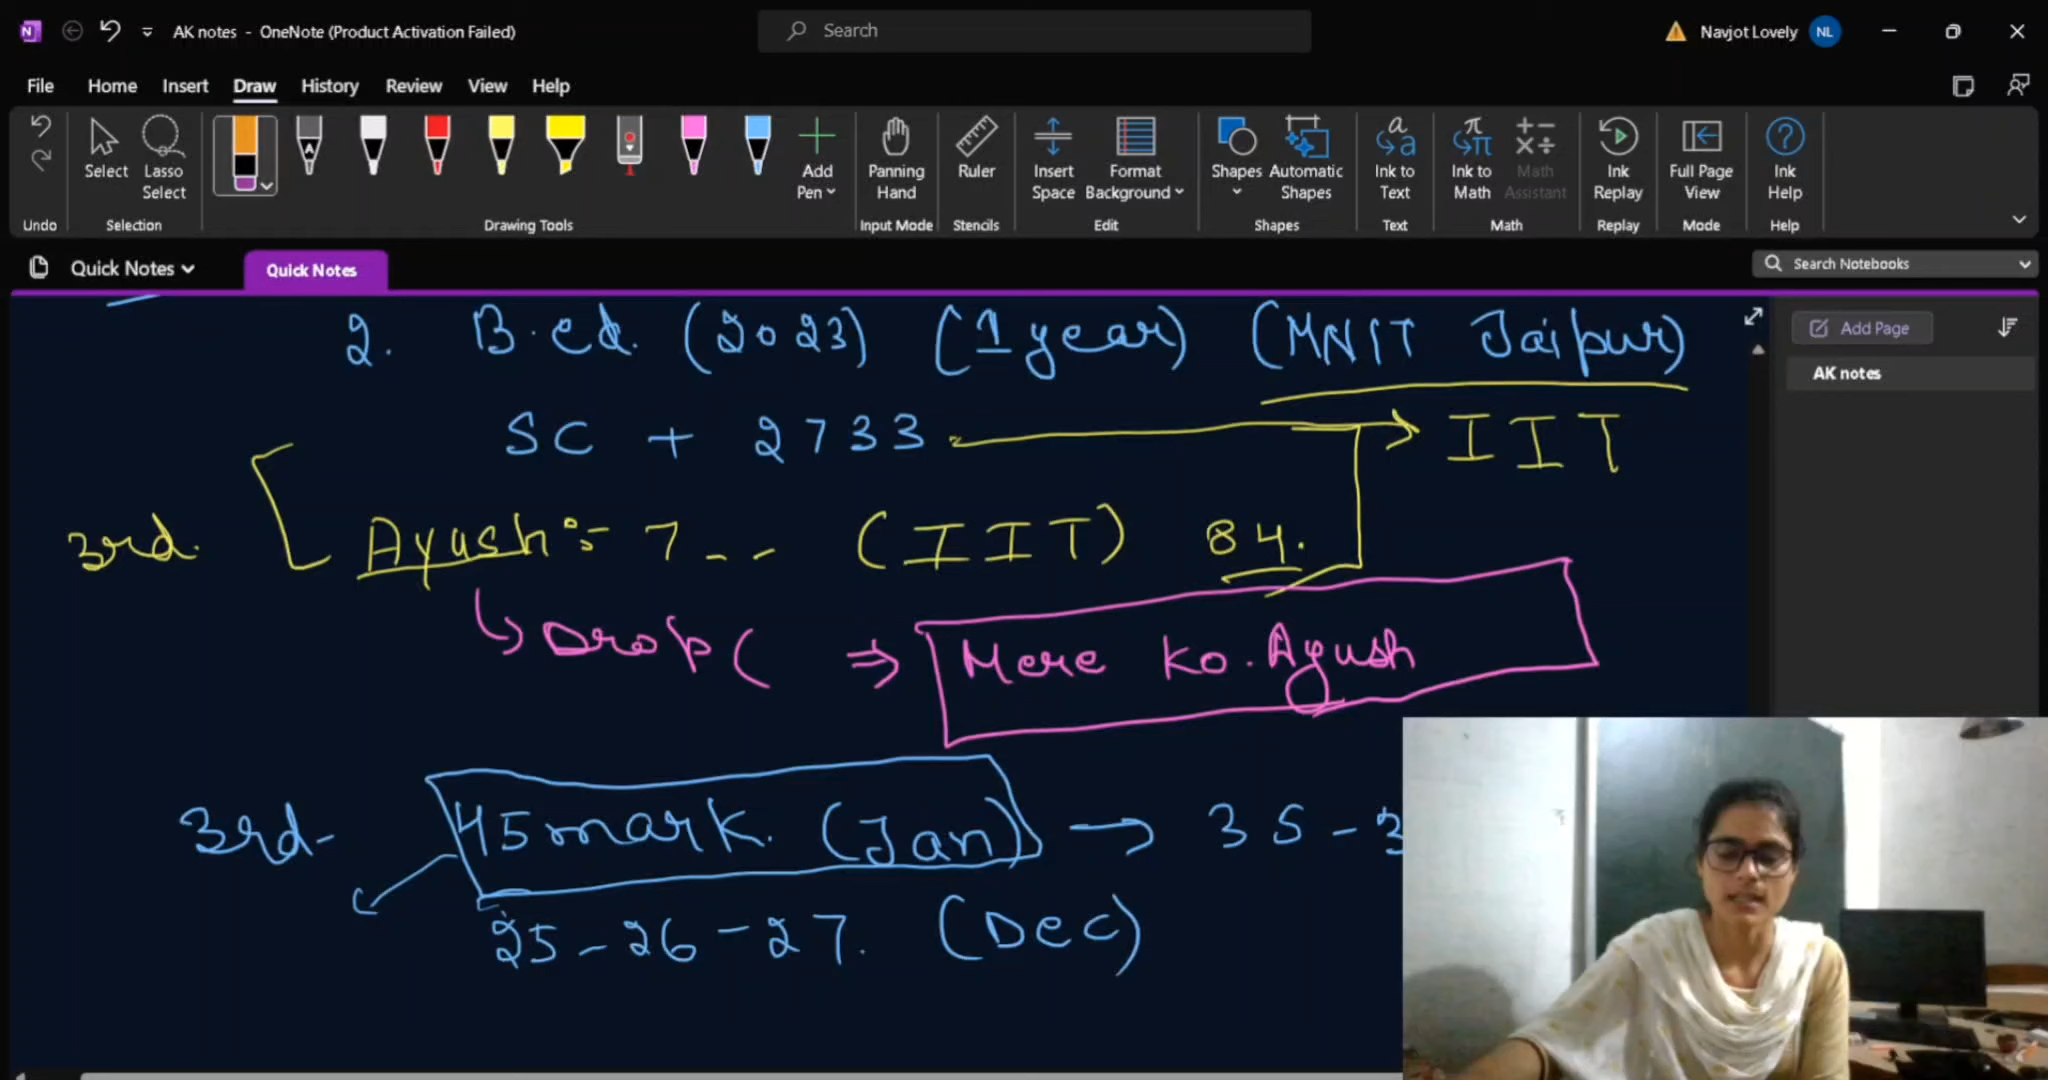 AK notes - OneNote (Product Activation Failed)
Search
Navjot Lovely NL
File Home Insert Draw History Review View Help
Select
Lasso Select
Add Pen
Panning Hand
Ruler
Insert Space
Format Background
Shapes
Automatic Shapes
Ink to Text
Ink to Math
Math Assistant
Ink Replay
Full Page View
Ink Help
Undo Selection Drawing Tools Input Mode Stencils Edit Shapes Text Math Replay Mode Help
Quick Notes Quick Notes Search Notebooks
Add Page
AK notes
2. B.ed. (2023) (1 year) (MNIT Jaipur)
SC + 2733 → IIT
3rd. Ayush:- 7 - - (IIT) 84.
↳ Drop ( ⇒ Mere Ko. Ayush
3rd- 45 mark. (Jan) → 35 - 3
25 - 26 - 27. (Dec)